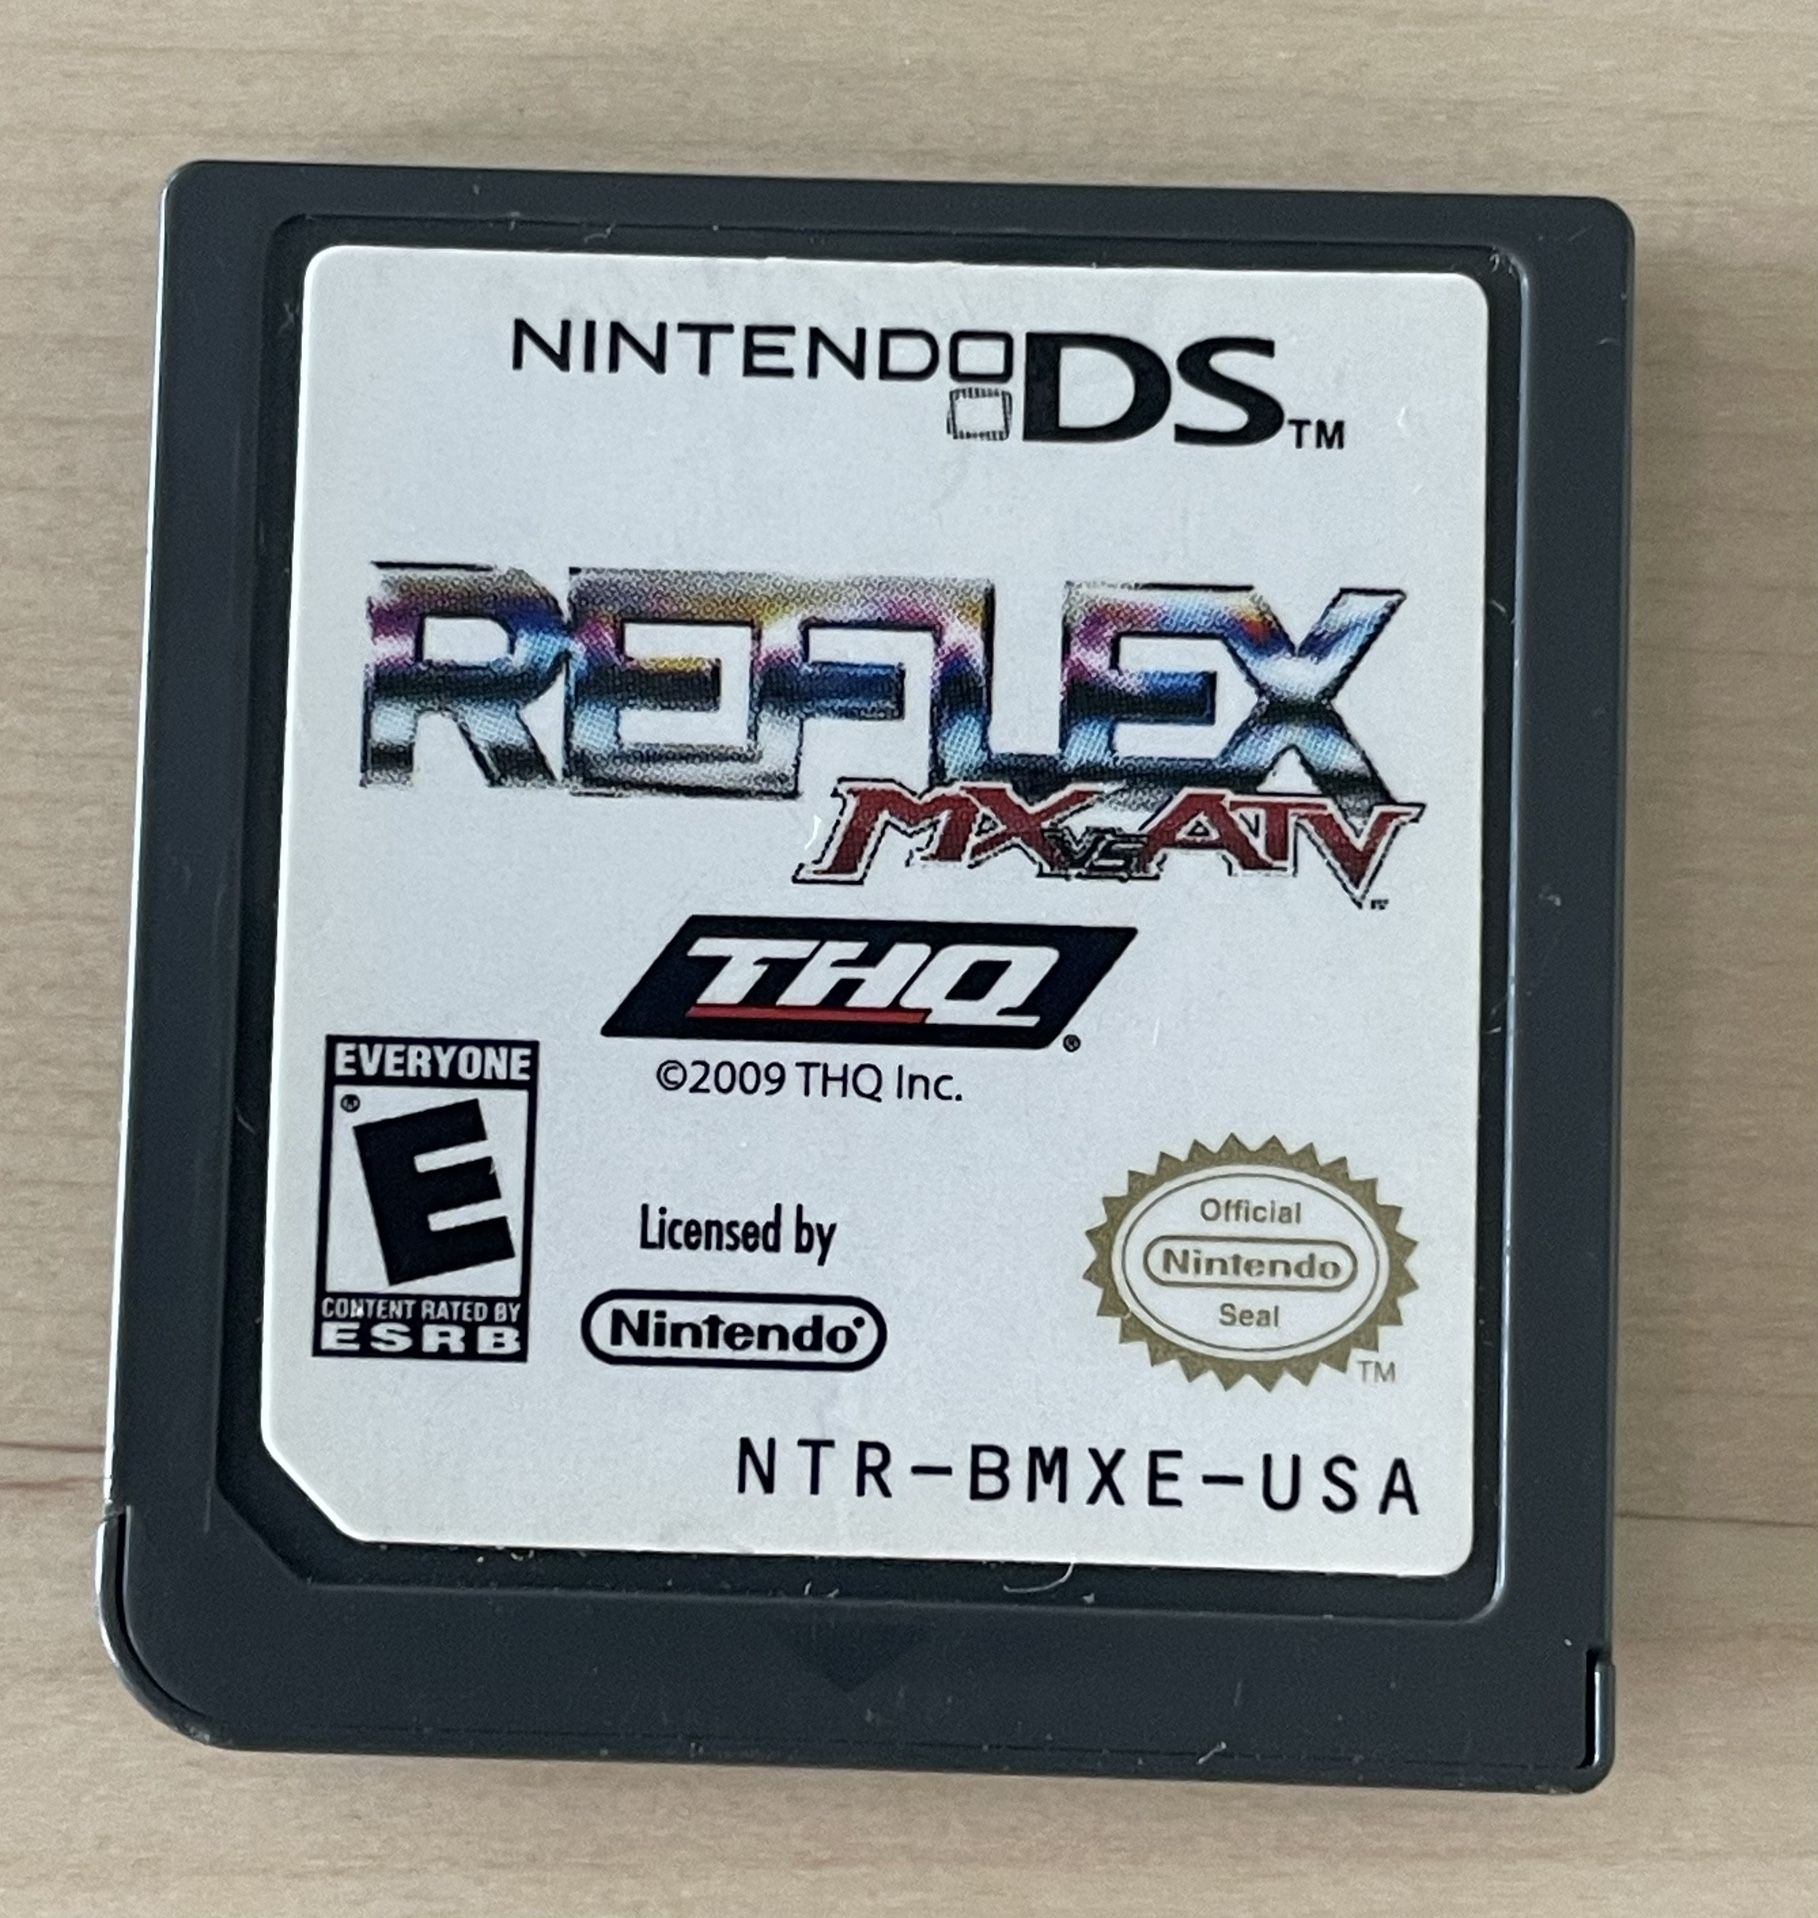 NINTENDO DS™
REFLEX
MX vs ATV™
THQ®
©2009 THQ Inc.
EVERYONE
®
E
CONTENT RATED BY
ESRB
Licensed by
Nintendo®
Official
Nintendo
Seal
™
NTR-BMXE-USA